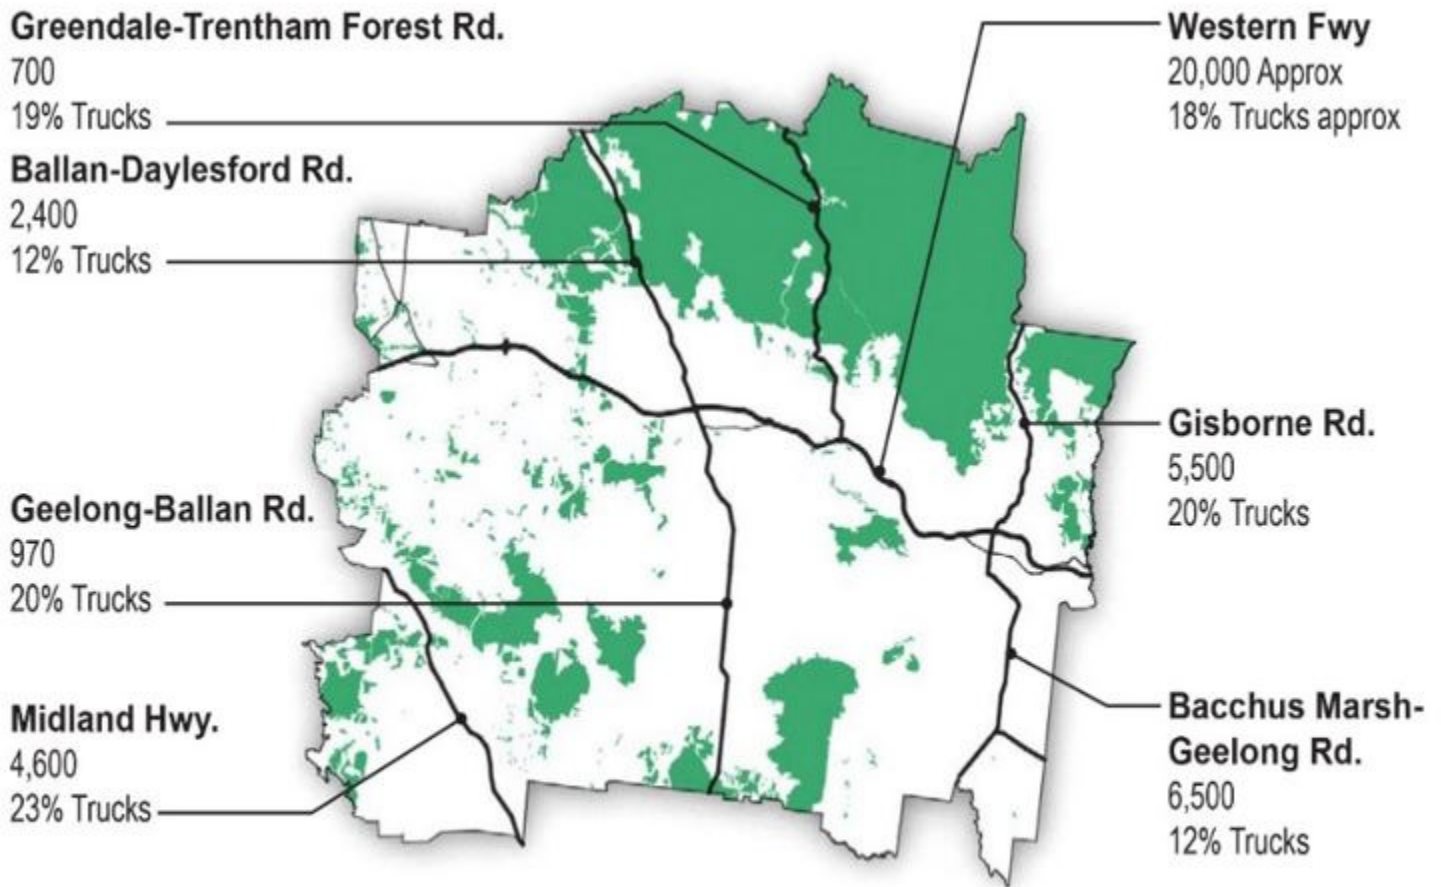 Greendale-Trentham Forest Rd.
700
19% Trucks
Ballan-Daylesford Rd.
2,400
12% Trucks
Geelong-Ballan Rd.
970
20% Trucks
Midland Hwy.
4,600
23% Trucks
Western Fwy
20,000 Approx
18% Trucks approx
Gisborne Rd.
5,500
20% Trucks
Bacchus Marsh-
Geelong Rd.
6,500
12% Trucks